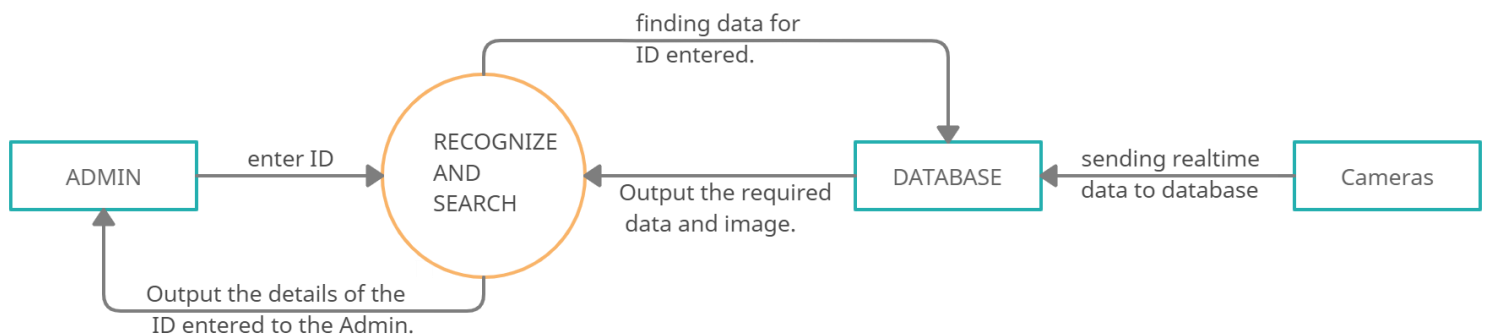 finding data for
ID entered.
ADMIN
enter ID
RECOGNIZE
AND
SEARCH
Output the required
data and image.
DATABASE
sending realtime
data to database
Cameras
Output the details of the
ID entered to the Admin.